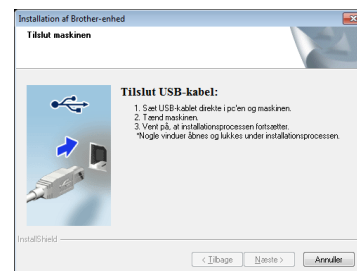 Installation af Brother-enhed
Tilslut maskinen
Tilslut USB-kabel:
1. Sæt USB-kablet direkte i pc'en og maskinen.
2. Tænd maskinen.
3. Vent på, at installationsprocessen fortsætter.
*Nogle vinduer åbnes og lukkes under installationsprocessen.
InstallShield
< Tilbage Næste > Annuller